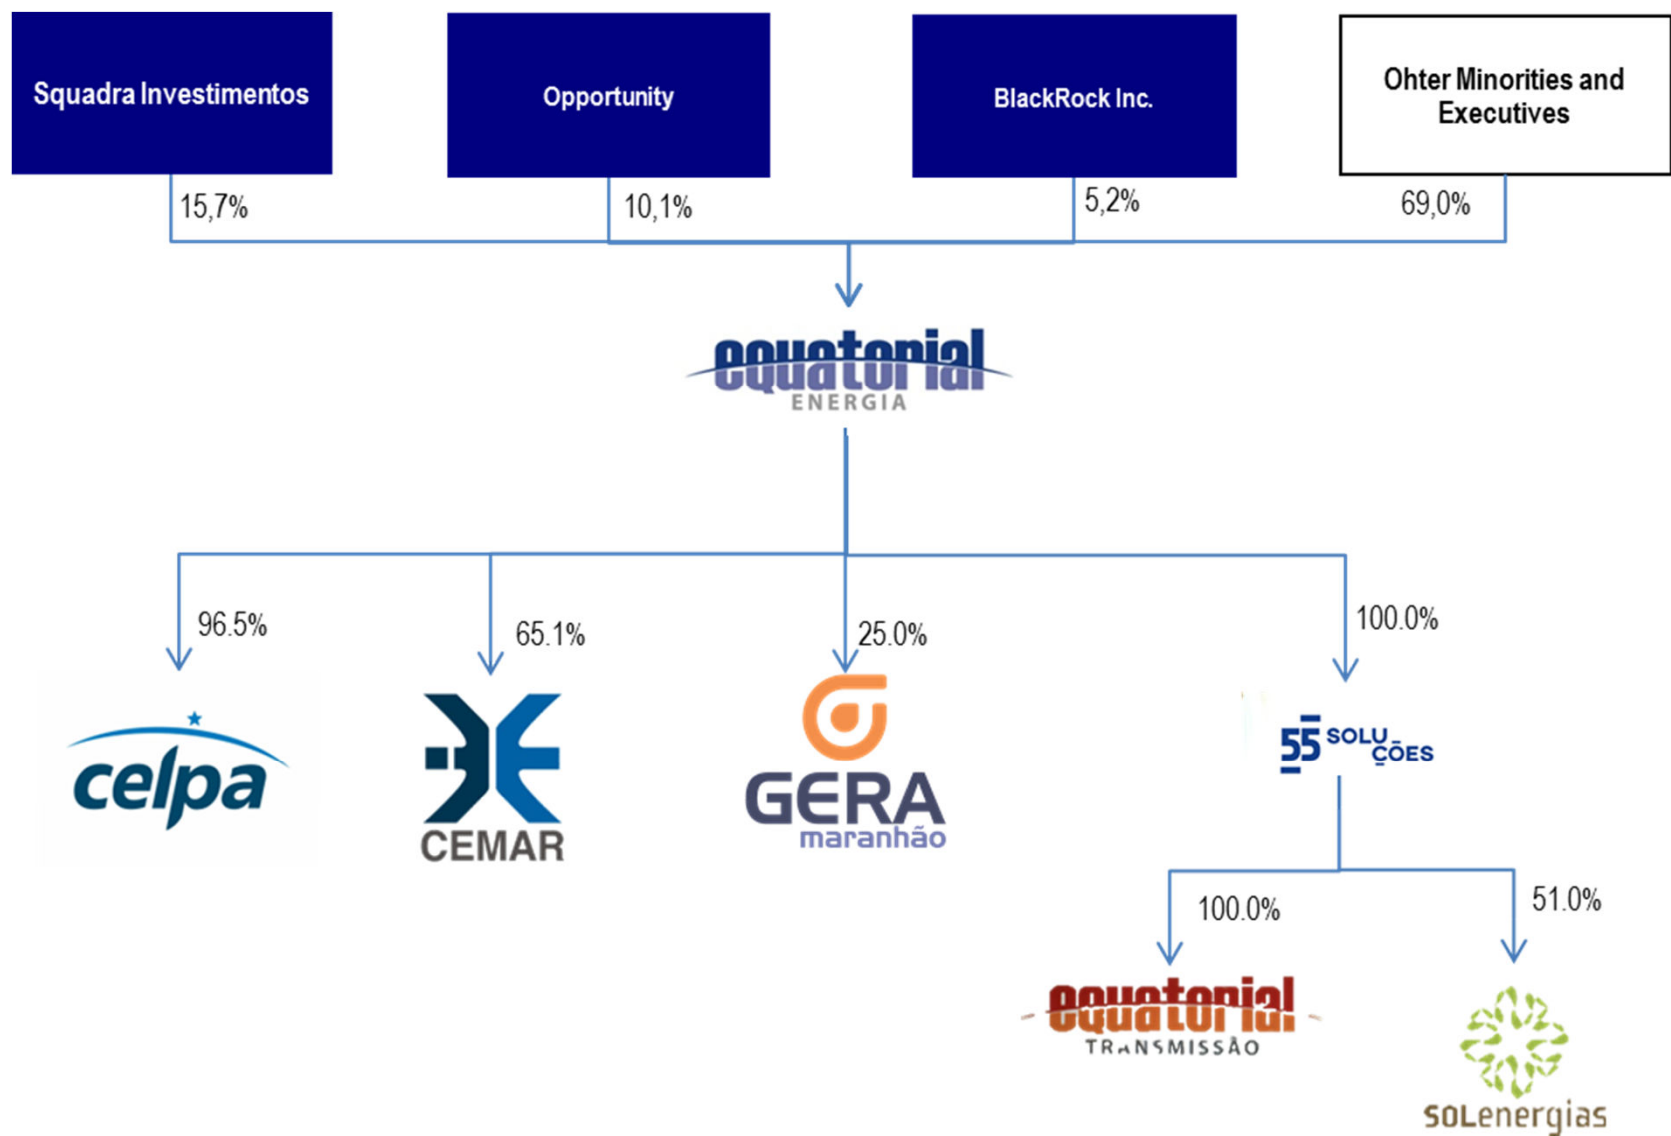 Squadra Investimentos
Opportunity
BlackRock Inc.
Ohter Minorities and
Executives
15,7%
10,1%
5,2%
69,0%
equatorial
ENERGIA
96.5%
65.1%
25.0%
100.0%
celpa
CEMAR
GERA
maranhão
55 SOLU
ÇÕES
100.0%
51.0%
equatorial
TRANSMISSÃO
SOLenergias